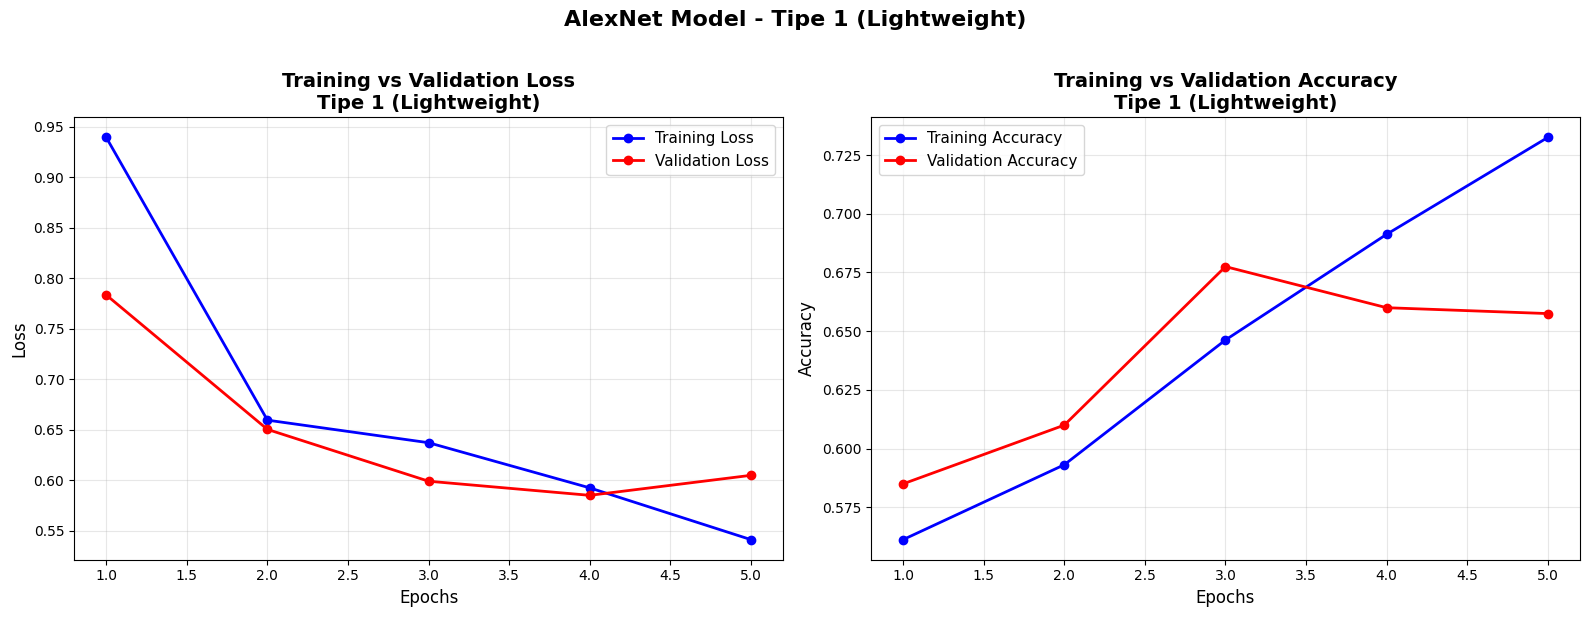 AlexNet Model - Tipe 1 (Lightweight)
Training vs Validation Loss
Tipe 1 (Lightweight)
Training Loss
Validation Loss
0.95
0.90
0.85
0.80
0.75
0.70
0.65
0.60
0.55
Loss
1.0 1.5 2.0 2.5 3.0 3.5 4.0 4.5 5.0
Epochs
Training vs Validation Accuracy
Tipe 1 (Lightweight)
Training Accuracy
Validation Accuracy
0.725
0.700
0.675
0.650
0.625
0.600
0.575
Accuracy
1.0 1.5 2.0 2.5 3.0 3.5 4.0 4.5 5.0
Epochs